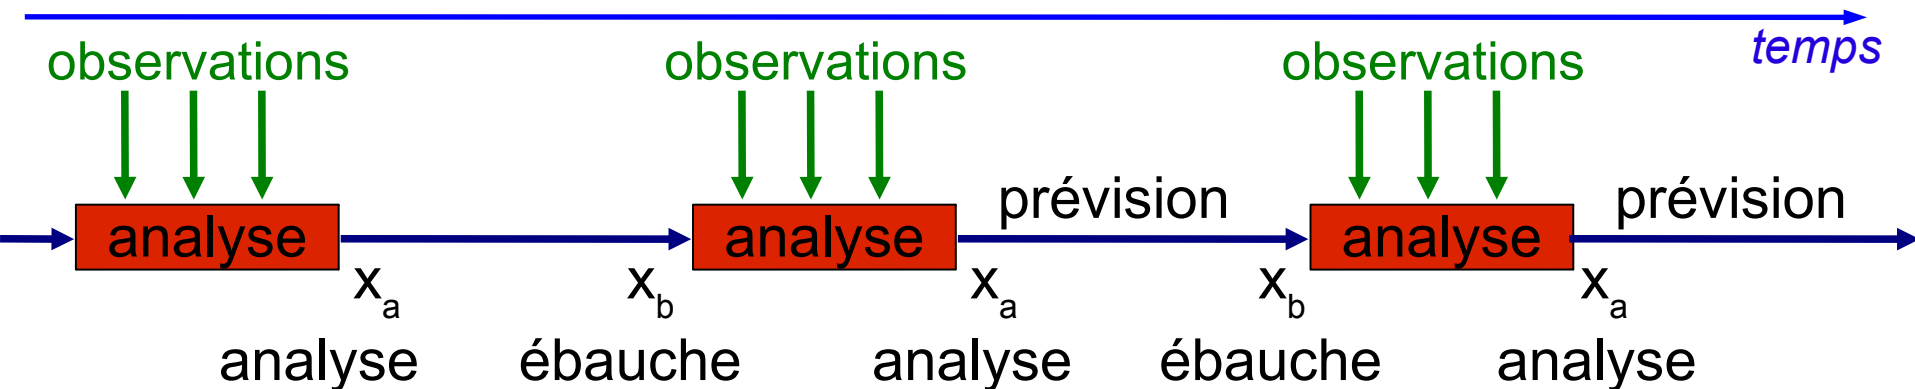 observations observations observations temps
prévision prévision
analyse analyse analyse
xa xb xa xb xa
analyse ébauche analyse ébauche analyse